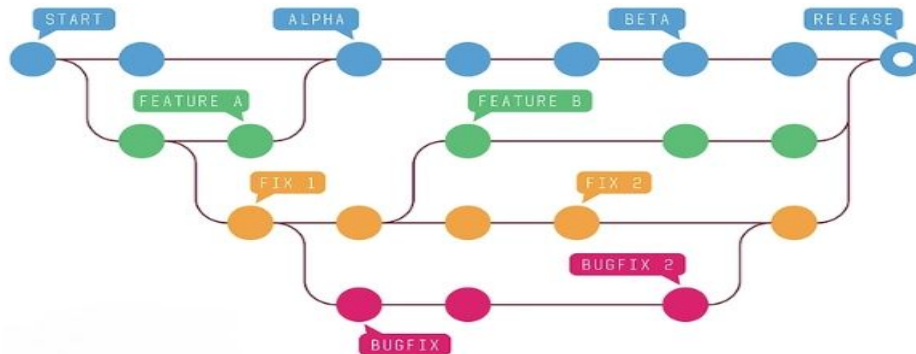 START
ALPHA
BETA
RELEASE
FEATURE A
FEATURE B
FIX 1
FIX 2
BUGFIX 2
BUGFIX